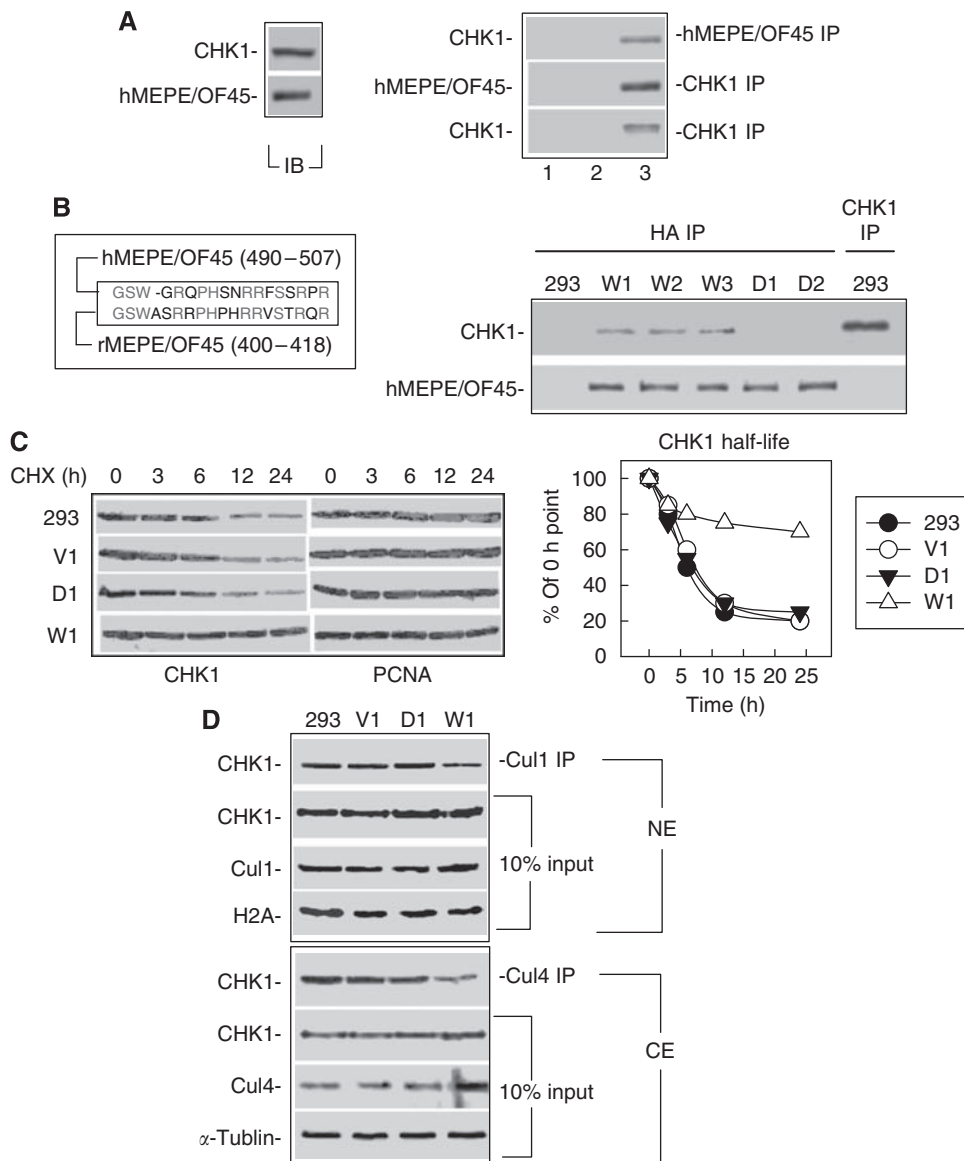 A
CHK1-
hMEPE/OF45-
IB
CHK1- -hMEPE/OF45 IP
hMEPE/OF45- -CHK1 IP
CHK1- -CHK1 IP
1 2 3
B
hMEPE/OF45 (490–507)
GSW -GRQPHSNRRFSSRPR
GSWASRRPHPHRRVSTRQR
rMEPE/OF45 (400–418)
HA IP
CHK1
IP
293 W1 W2 W3 D1 D2 293
CHK1-
hMEPE/OF45-
C
CHX (h) 0 3 6 12 24 0 3 6 12 24
293
V1
D1
W1
CHK1 PCNA
CHK1 half-life
% Of 0 h point
100
80
60
40
20
0
0 5 10 15 20 25
Time (h)
293
V1
D1
W1
D
293 V1 D1 W1
CHK1- -Cul1 IP
CHK1-
Cul1-
H2A-
10% input
NE
CHK1- -Cul4 IP
CHK1-
Cul4-
α-Tublin-
10% input
CE